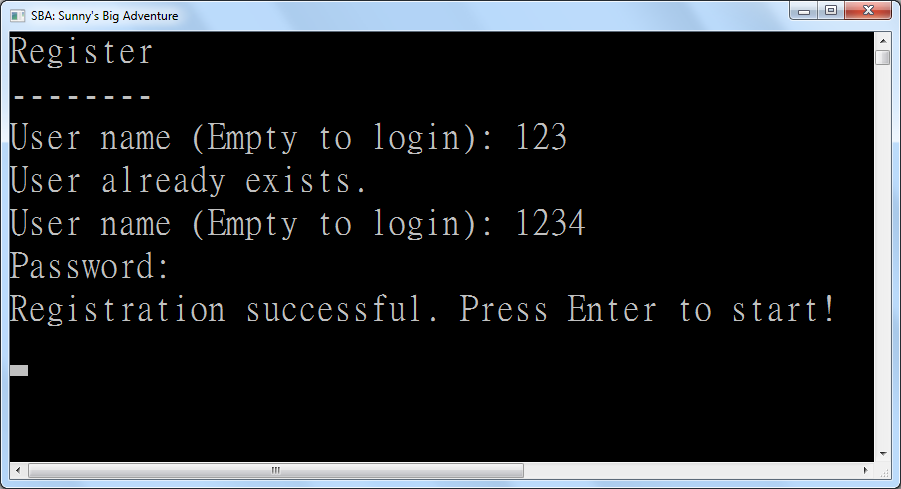 SBA: Sunny's Big Adventure
Register
--------
User name (Empty to login): 123
User already exists.
User name (Empty to login): 1234
Password:
Registration successful. Press Enter to start!